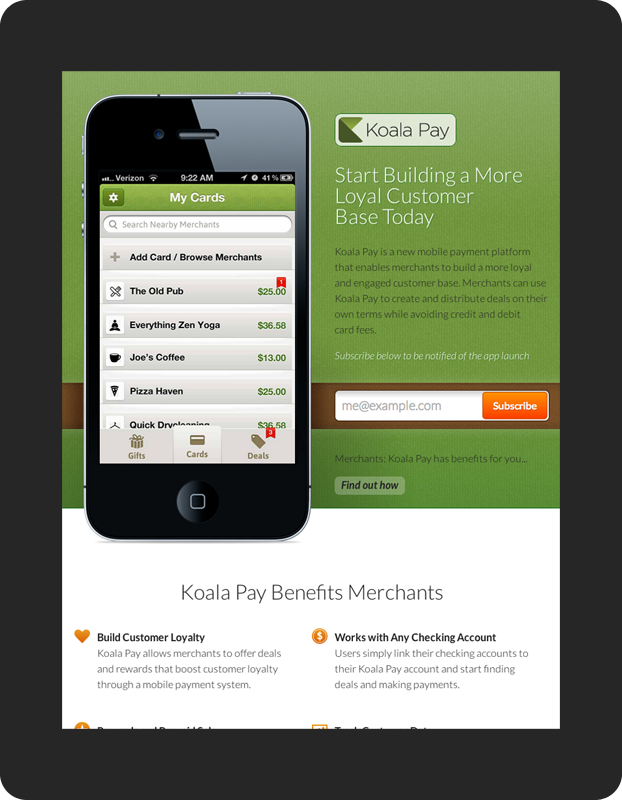 Verizon 9:22 AM 41%
My Cards
Search Nearby Merchants
Add Card / Browse Merchants
1
The Old Pub $25.00
Everything Zen Yoga $36.58
Joe's Coffee $13.00
Pizza Haven $25.00
Quick Drycleaning $36.58
3
Gifts Cards Deals
Koala Pay
Start Building a More
Loyal Customer
Base Today
Koala Pay is a new mobile payment platform
that enables merchants to build a more loyal
and engaged customer base. Merchants can use
Koala Pay to create and distribute deals on their
own terms while avoiding credit and debit
card fees.
Subscribe below to be notified of the app launch
me@example.com Subscribe
Merchants: Koala Pay has benefits for you...
Find out how
Koala Pay Benefits Merchants
Build Customer Loyalty
Koala Pay allows merchants to offer deals
and rewards that boost customer loyalty
through a mobile payment system.
Works with Any Checking Account
Users simply link their checking accounts to
their Koala Pay account and start finding
deals and making payments.